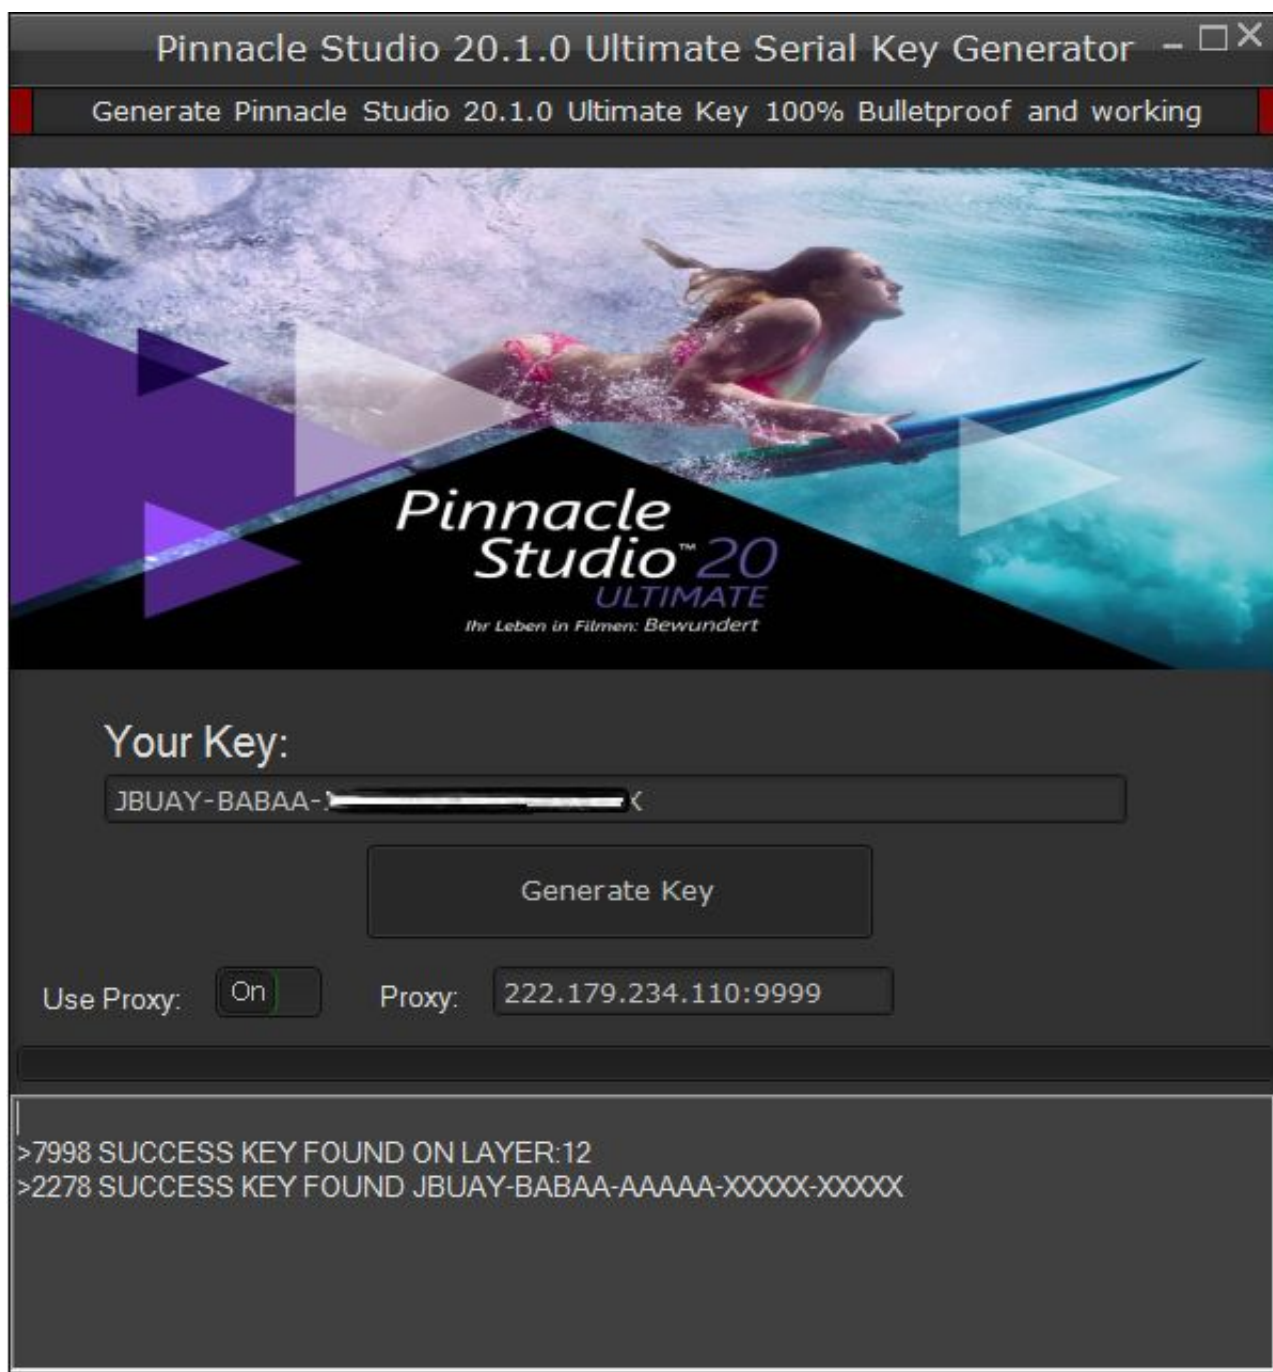 Pinnacle Studio 20.1.0 Ultimate Serial Key Generator
Generate Pinnacle Studio 20.1.0 Ultimate Key 100% Bulletproof and working
Pinnacle
Studio™ 20
ULTIMATE
Ihr Leben in Filmen: Bewundert
Your Key:
JBUAY-BABAA-
Generate Key
Use Proxy: On Proxy: 222.179.234.110:9999
>7998 SUCCESS KEY FOUND ON LAYER:12
>2278 SUCCESS KEY FOUND JBUAY-BABAA-AAAAA-XXXXX-XXXXX